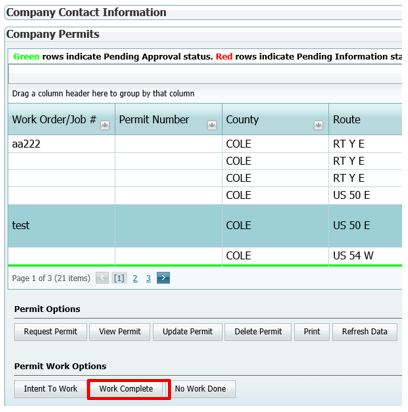 Company Contact Information
Company Permits
Green rows indicate Pending Approval status. Red rows indicate Pending Information sta
Drag a column header here to group by that column
Work Order/Job # Permit Number County Route
aa222 COLE RT Y E
COLE RT Y E
COLE RT Y E
COLE US 50 E
test COLE US 50 E
COLE US 54 W
Page 1 of 3 (21 items) < [1] 2 3 >
Permit Options
Request Permit View Permit Update Permit Delete Permit Print Refresh Data
Permit Work Options
Intent To Work Work Complete No Work Done